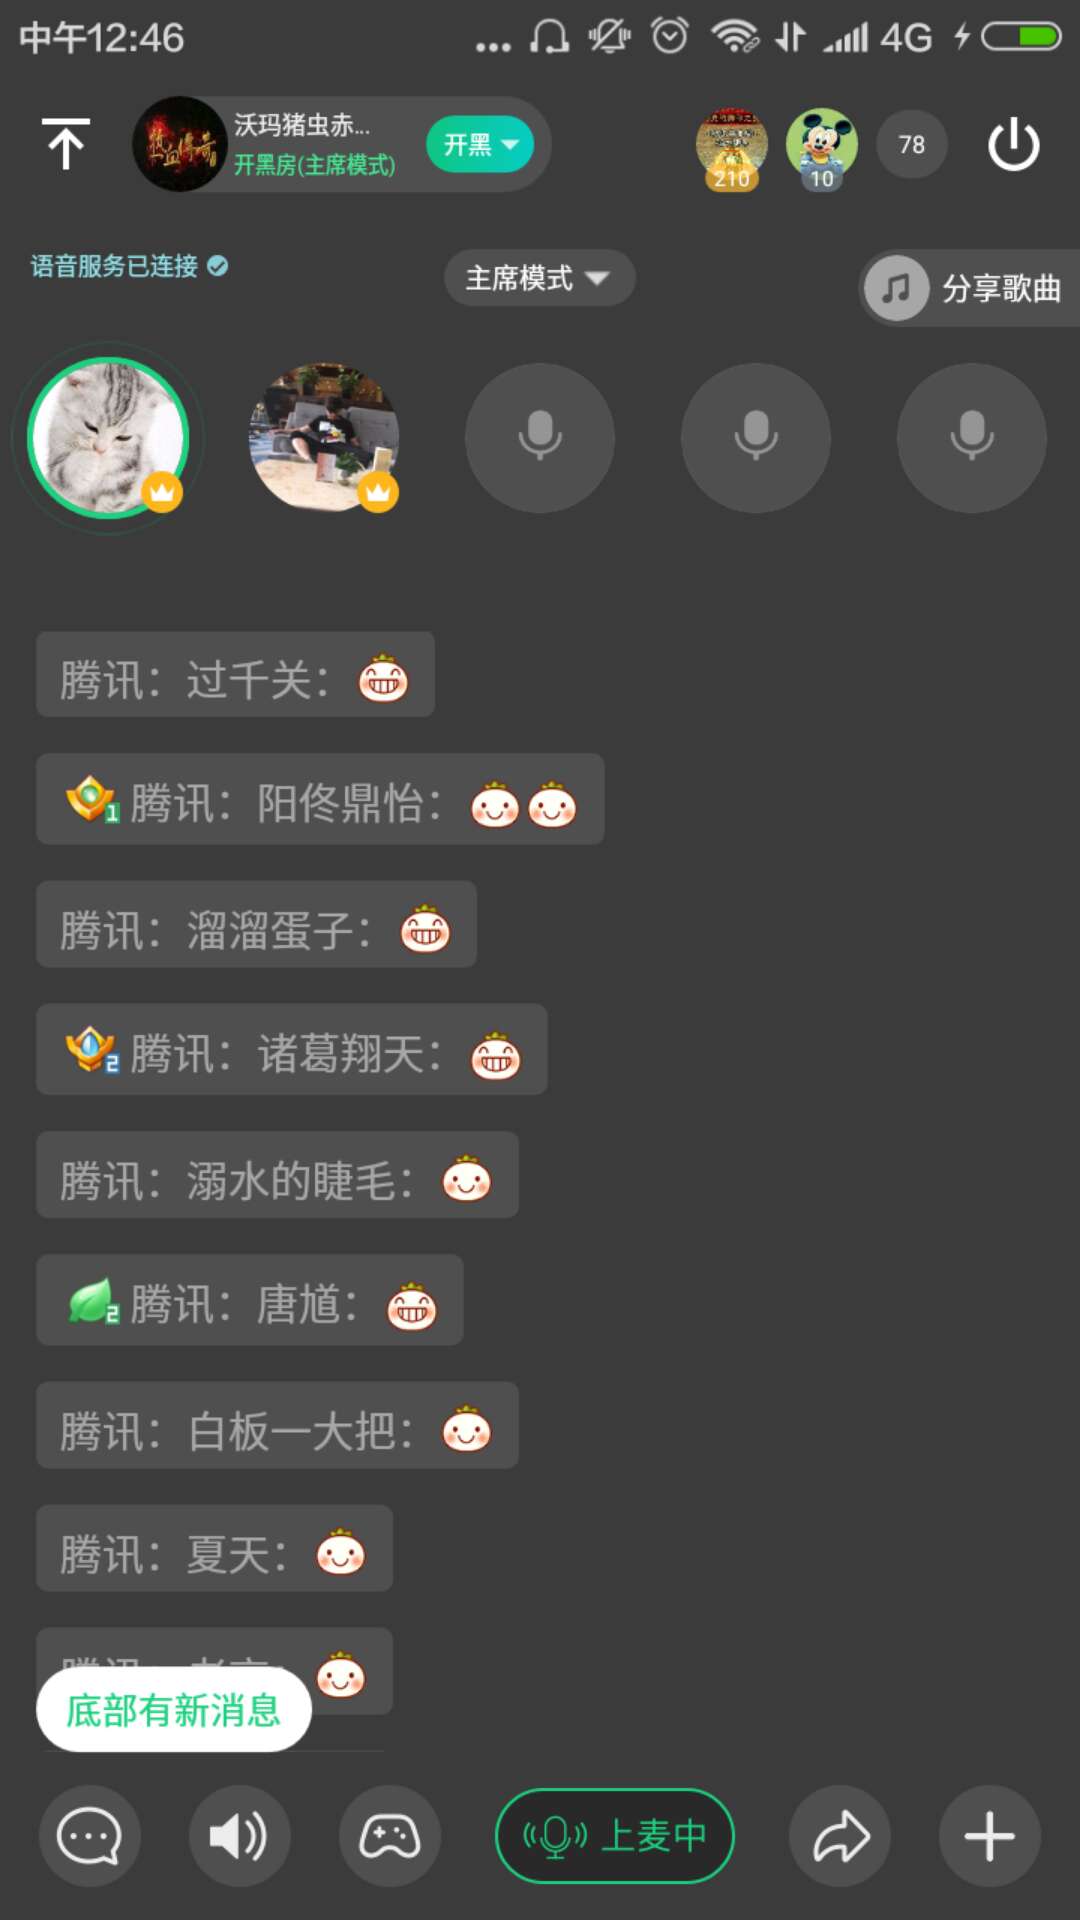 中午12:46
4G
沃玛猪虫赤...
开黑房(主席模式)
开黑
210
10
78
语音服务已连接
主席模式
分享歌曲
腾讯：过千关：
1 腾讯：阳佟鼎怡：
腾讯：溜溜蛋子：
2 腾讯：诸葛翔天：
腾讯：溺水的睫毛：
2 腾讯：唐馗：
腾讯：白板一大把：
腾讯：夏天：
底部有新消息
上麦中